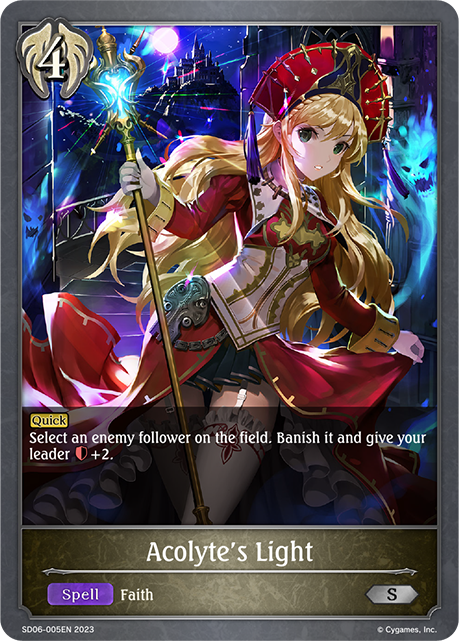 4
Quick
Select an enemy follower on the field. Banish it and give your
leader +2.
Acolyte's Light
Spell Faith
S
SD06-005EN 2023
© Cygames, Inc.